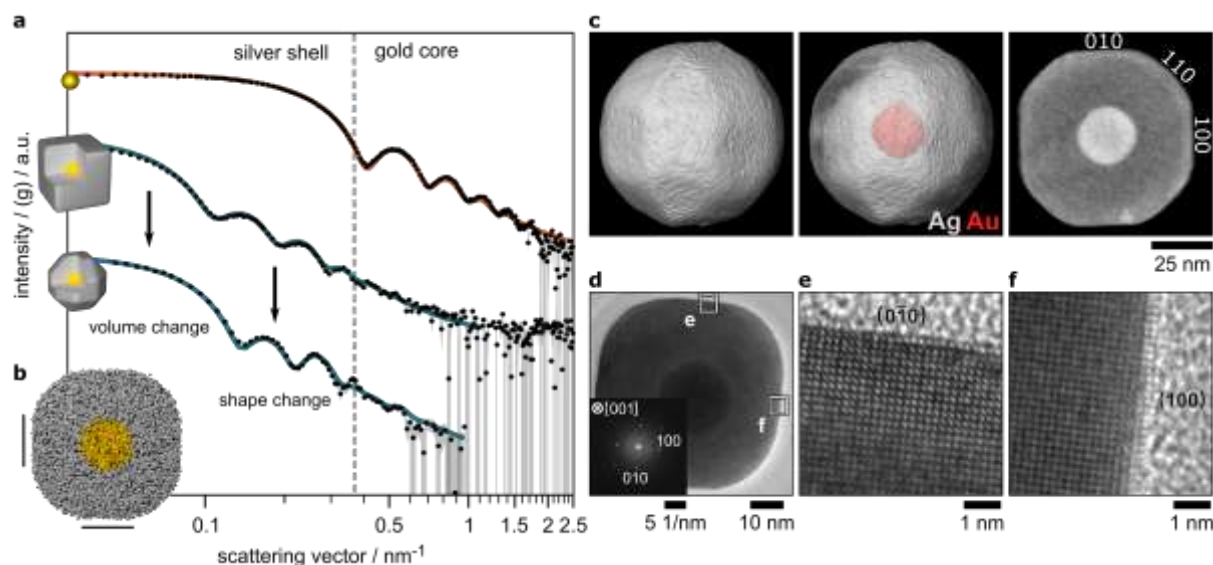 a
silver shell
gold core
intensity / (g) / a.u.
volume change
shape change
b
0.1
0.5
1
1.5
2
2.5
scattering vector / nm-1
c
Ag Au
010
110
100
25 nm
d
e
f
⊗[001]
100
010
5 1/nm
10 nm
e
(01̄0)
1 nm
f
(100)
1 nm